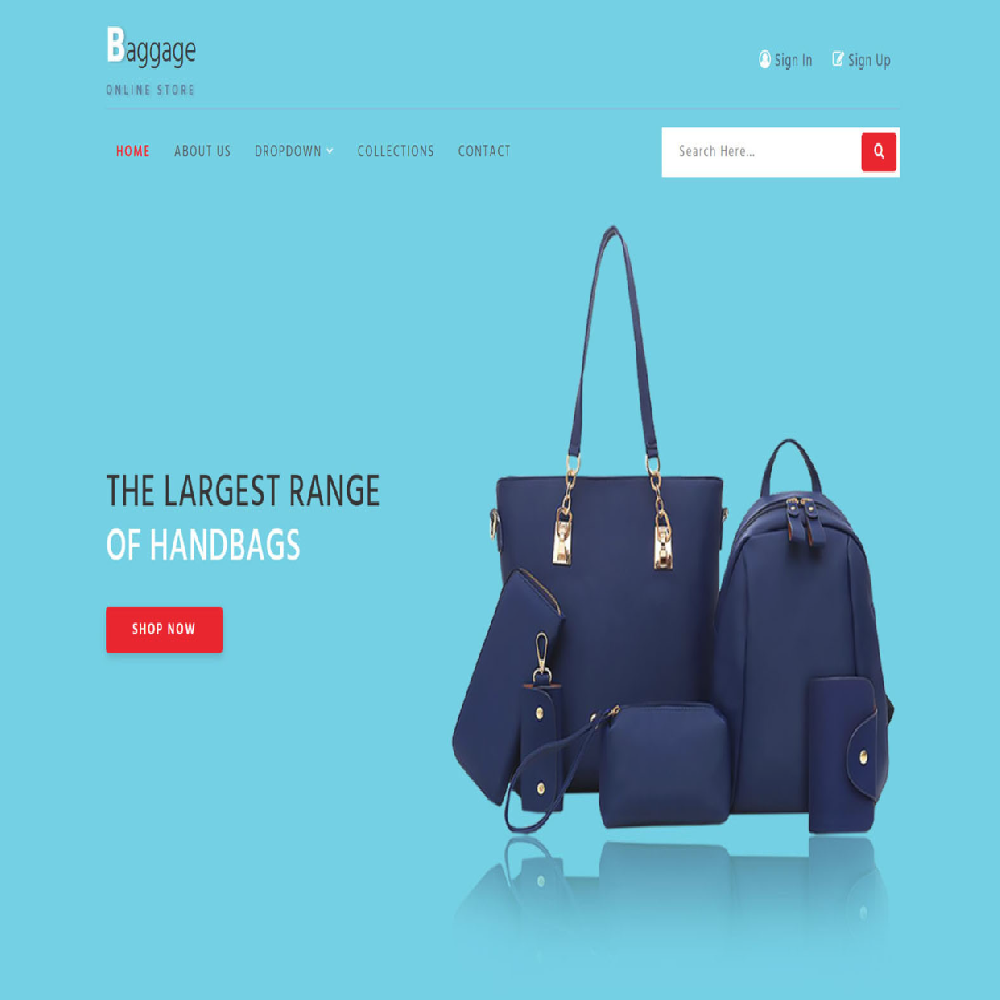 Baggage
ONLINE STORE
Sign In
Sign Up
HOME
ABOUT US
DROPDOWN
COLLECTIONS
CONTACT
Search Here...
THE LARGEST RANGE
OF HANDBAGS
SHOP NOW